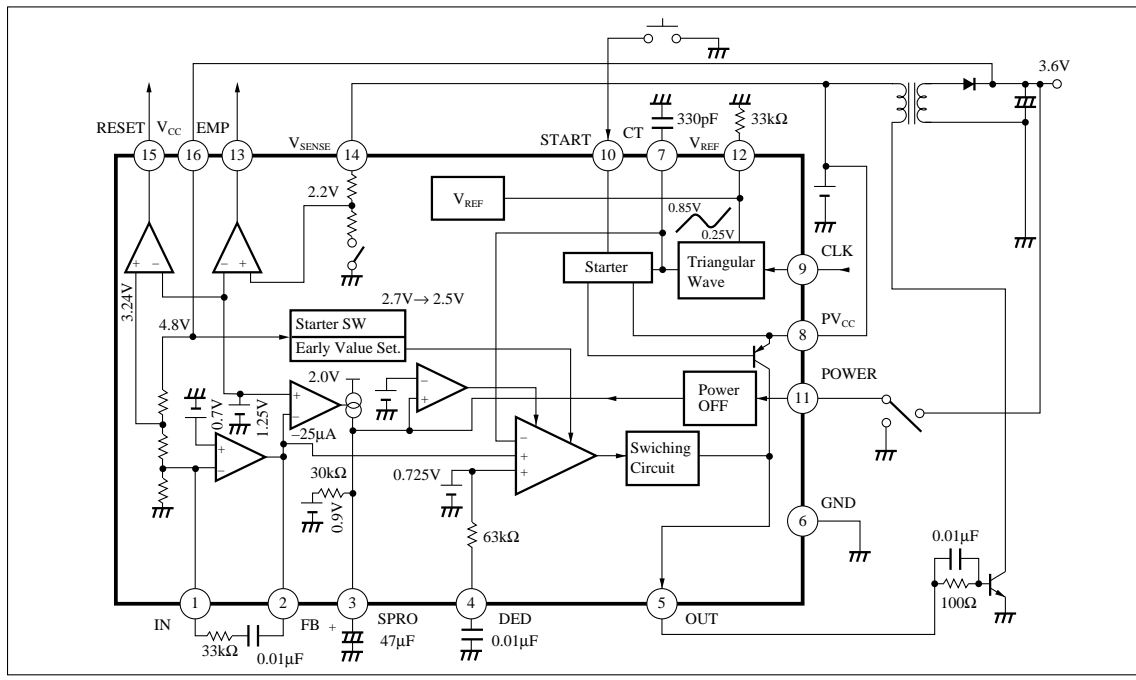 3.6V
RESET
VCC
EMP
VSENSE
START
CT
330pF
VREF
33kΩ
15
16
13
14
10
7
12
2.2V
VREF
0.85V
0.25V
CLK
9
Starter
Triangular
Wave
+
−
−
+
3.24V
4.8V
2.7V→2.5V
Starter SW
Early Value Set.
PVCC
8
2.0V
POWER
11
Power
OFF
0.7V
1.25V
+
−
−25µA
−
+
+
−
−
+
+
Swiching
Circuit
0.725V
30kΩ
0.9V
63kΩ
GND
6
0.01µF
100Ω
1
2
3
4
5
IN
FB
+
SPRO
DED
OUT
47µF
0.01µF
33kΩ
0.01µF